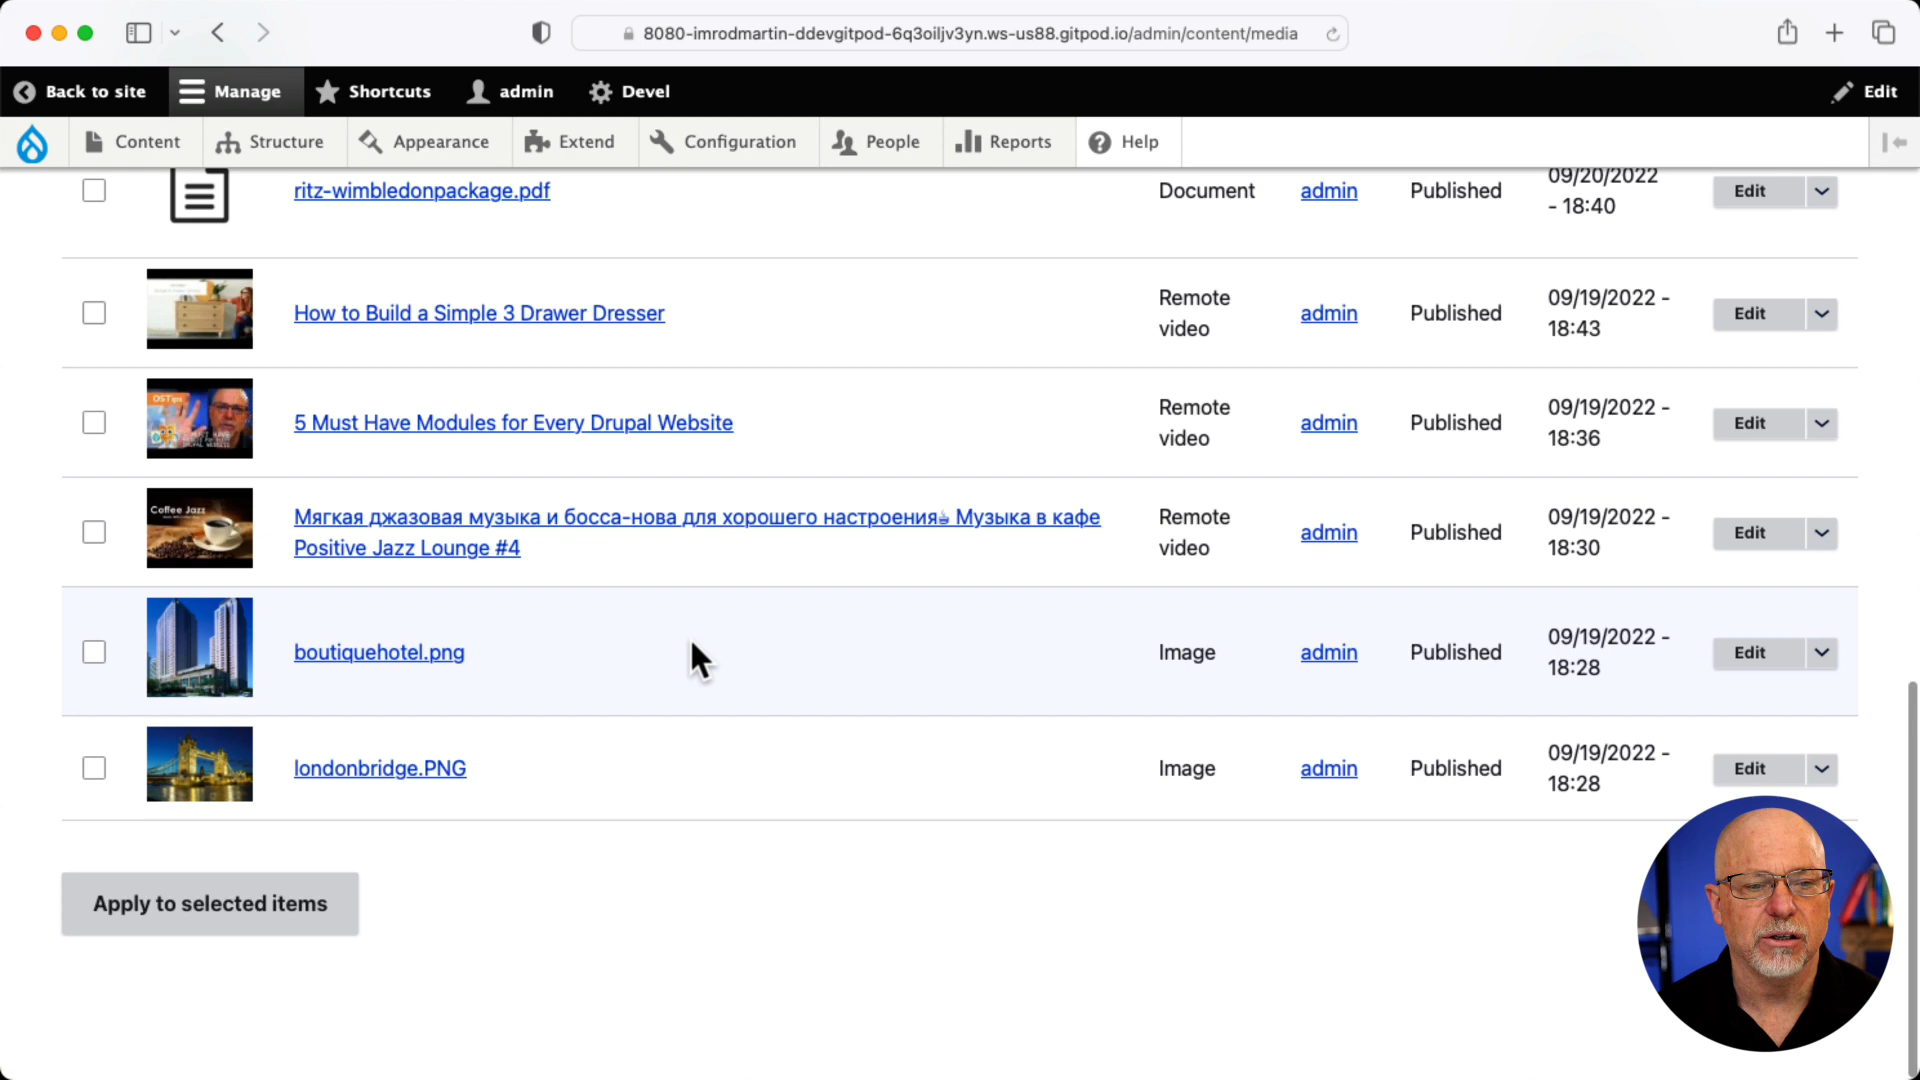 8080-imrodmartin-ddevgitpod-6q3oiljv3yn.ws-us88.gitpod.io/admin/content/media
Back to site Manage Shortcuts admin Devel Edit
Content Structure Appearance Extend Configuration People Reports Help
ritz-wimbledonpackage.pdf Document admin Published 09/20/2022 - 18:40 Edit
How to Build a Simple 3 Drawer Dresser Remote video admin Published 09/19/2022 - 18:43 Edit
OSTips
5 Must Have Modules for Every Drupal Website Remote video admin Published 09/19/2022 - 18:36 Edit
Coffee Jazz
Мягкая джазовая музыка и босса-нова для хорошего настроения☕ Музыка в кафе
Positive Jazz Lounge #4
Remote video admin Published 09/19/2022 - 18:30 Edit
boutiquehotel.png Image admin Published 09/19/2022 - 18:28 Edit
londonbridge.PNG Image admin Published 09/19/2022 - 18:28 Edit
Apply to selected items